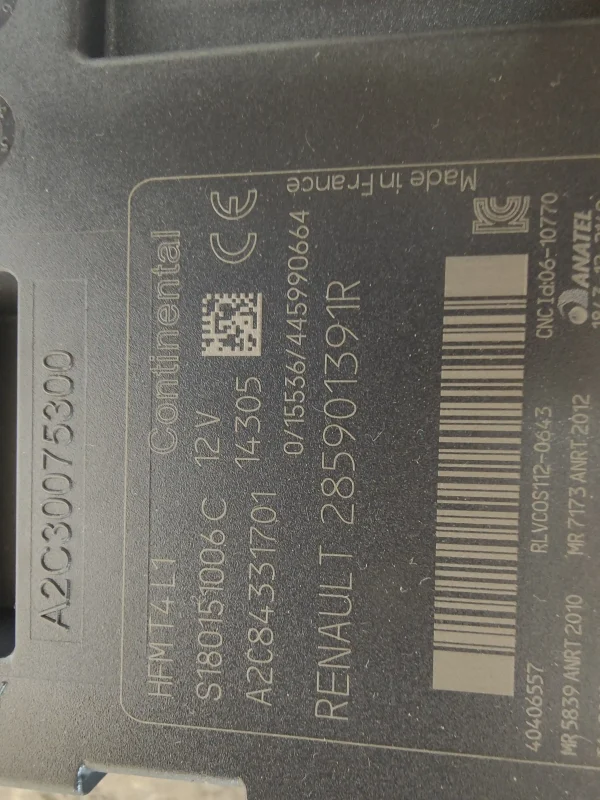 A2C30075300
HFM T4 L1 Continental
S180151006 C 12 V CE
A2C84331701 14305
0/15536/445990664 Made in France
RENAULT 285901391R
40406557 RLVCOS112-0643 CNC Id:06-10770
MR 5839 ANRT 2010 MR 7173 ANRT 2012 ANATEL